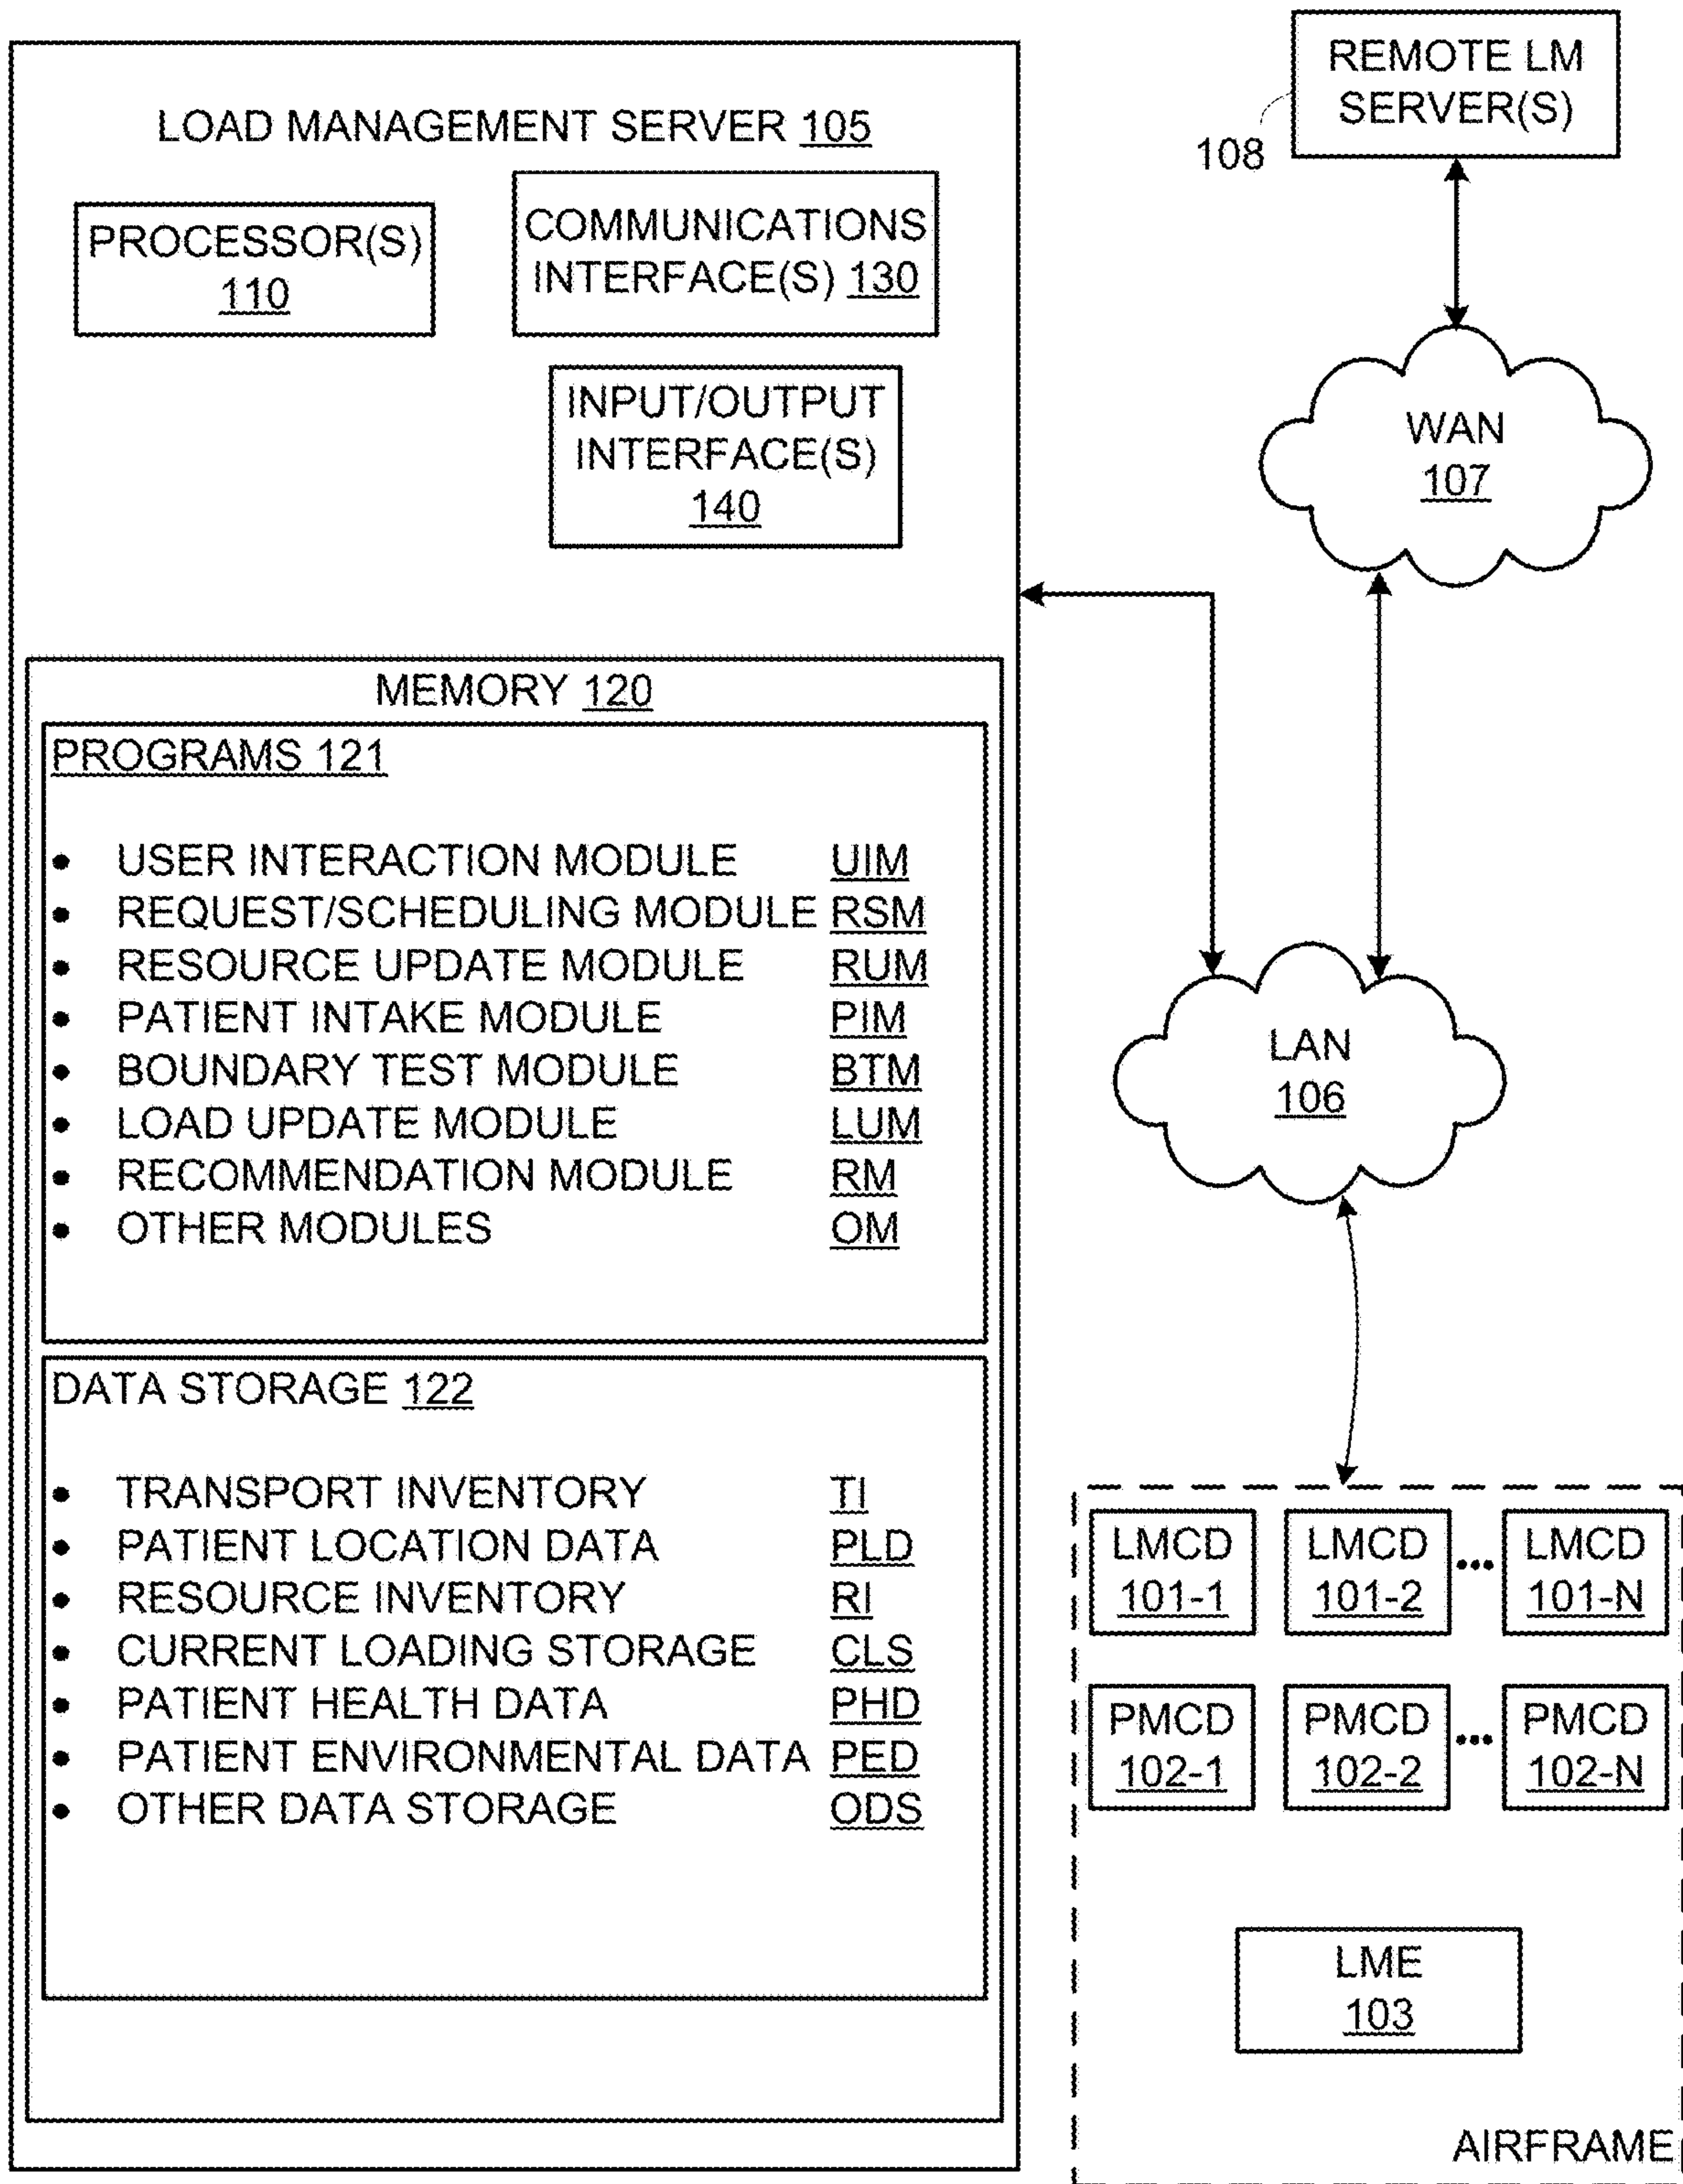 LOAD MANAGEMENT SERVER 105
PROCESSOR(S)
110
COMMUNICATIONS
INTERFACE(S) 130
INPUT/OUTPUT
INTERFACE(S)
140
MEMORY 120
PROGRAMS 121
• USER INTERACTION MODULE UIM
• REQUEST/SCHEDULING MODULE RSM
• RESOURCE UPDATE MODULE RUM
• PATIENT INTAKE MODULE PIM
• BOUNDARY TEST MODULE BTM
• LOAD UPDATE MODULE LUM
• RECOMMENDATION MODULE RM
• OTHER MODULES OM
DATA STORAGE 122
• TRANSPORT INVENTORY TI
• PATIENT LOCATION DATA PLD
• RESOURCE INVENTORY RI
• CURRENT LOADING STORAGE CLS
• PATIENT HEALTH DATA PHD
• PATIENT ENVIRONMENTAL DATA PED
• OTHER DATA STORAGE ODS
REMOTE LM
SERVER(S)
108
WAN
107
LAN
106
LMCD
101-1
LMCD
101-2
...
LMCD
101-N
PMCD
102-1
PMCD
102-2
...
PMCD
102-N
LME
103
AIRFRAME